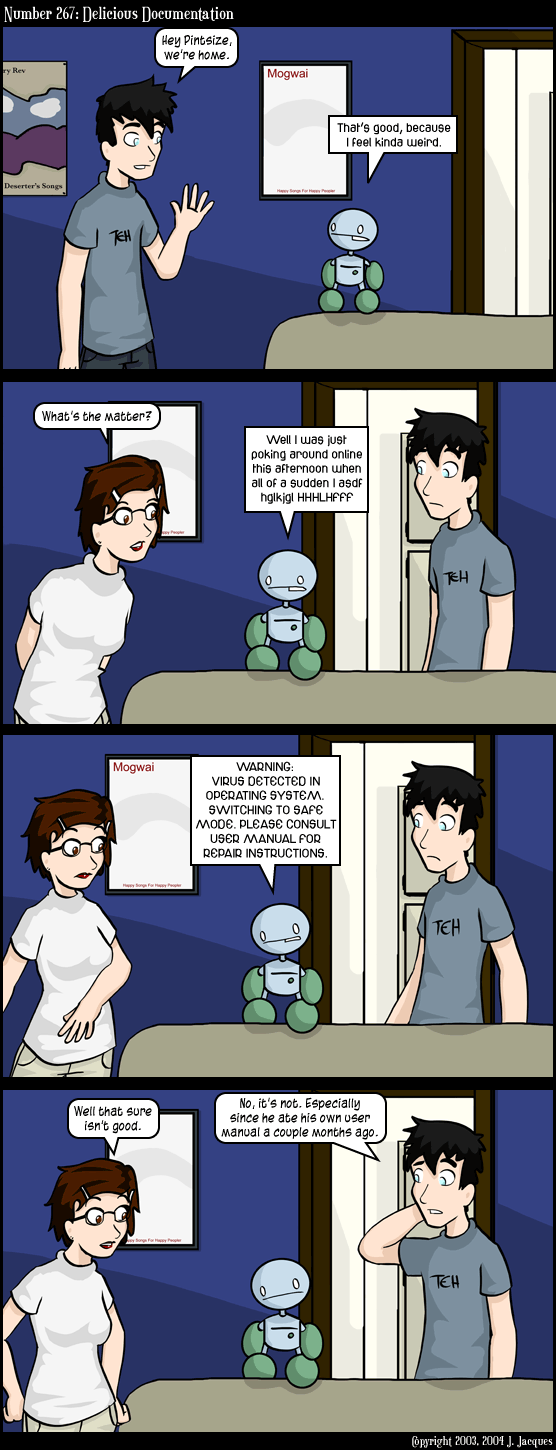 Number 267: Delicious Documentation
Hey Pintsize,
we're home.
ry Rev
Deserter's Songs
Mogwai
Happy Songs For Happy People
That's good, because
I feel kinda weird.
TEH
What's the matter?
Well I was just
poking around online
this afternoon when
all of a sudden I asdf
hglkjgl HHHLHFFF
ppy People
TEH
Mogwai
Happy Songs For Happy People
WARNING:
VIRUS DETECTED IN
OPERATING SYSTEM.
SWITCHING TO SAFE
MODE. PLEASE CONSULT
USER MANUAL FOR
REPAIR INSTRUCTIONS.
TEH
Well that sure
isn't good.
No, it's not. Especially
since he ate his own user
manual a couple months ago.
ppy Songs For Happy People
TEH
Copyright 2003, 2004 J. Jacques